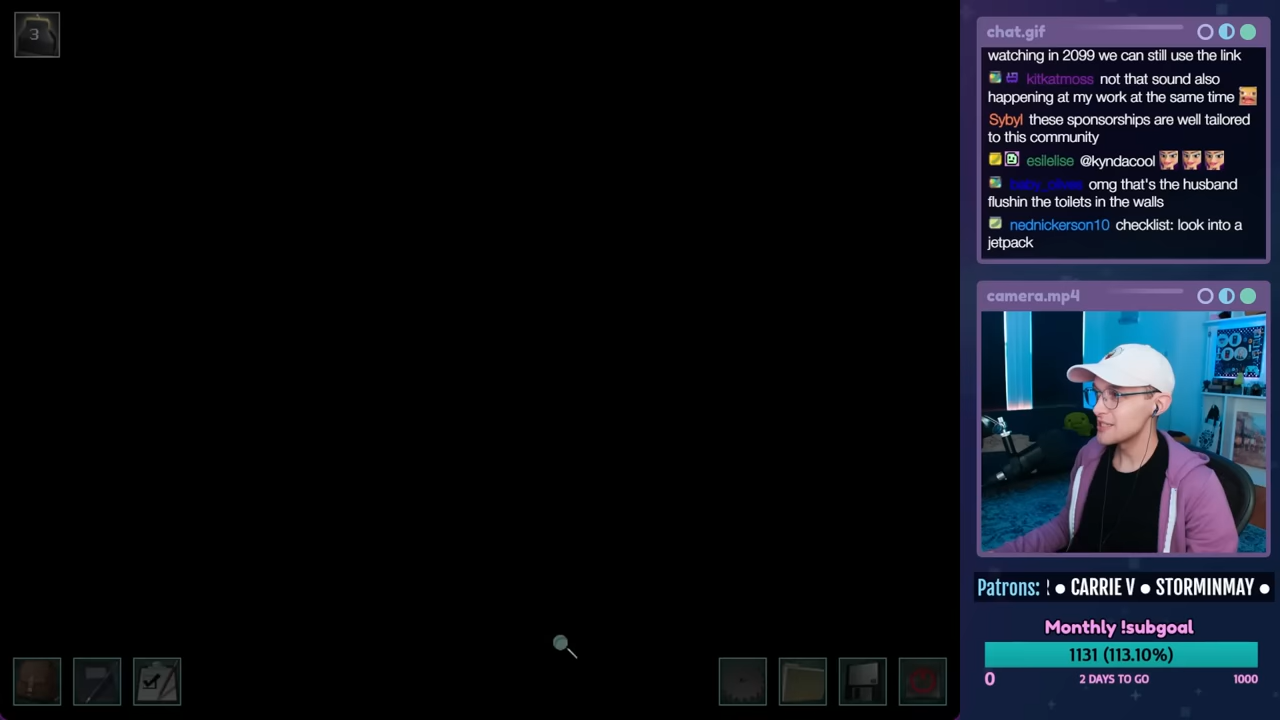 3
chat.gif
watching in 2099 we can still use the link
kitkatmoss not that sound also
happening at my work at the same time
Sybyl these sponsorships are well tailored
to this community
esilelise @kyndacool
omg that's the husband
flushin the toilets in the walls
nednickerson10 checklist: look into a
jetpack
camera.mp4
Patrons: ● CARRIE V ● STORMINMAY ●
Monthly !subgoal
1131 (113.10%)
0 2 DAYS TO GO 1000